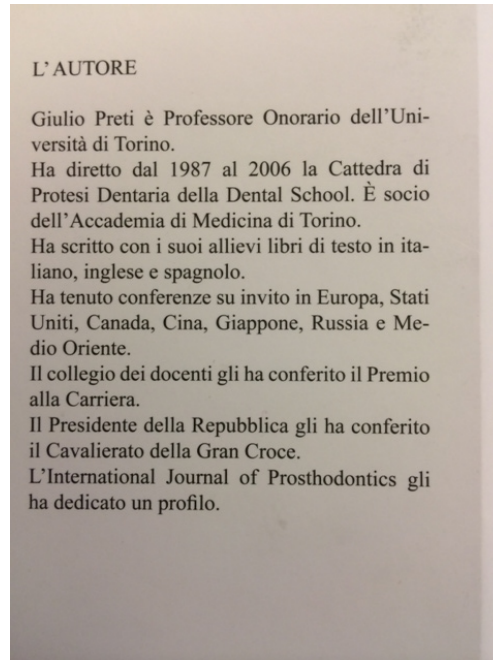 L’AUTORE
Giulio Preti è Professore Onorario dell’Uni-
versità di Torino.
Ha diretto dal 1987 al 2006 la Cattedra di
Protesi Dentaria della Dental School. È socio
dell’Accademia di Medicina di Torino.
Ha scritto con i suoi allievi libri di testo in ita-
liano, inglese e spagnolo.
Ha tenuto conferenze su invito in Europa, Stati
Uniti, Canada, Cina, Giappone, Russia e Me-
dio Oriente.
Il collegio dei docenti gli ha conferito il Premio
alla Carriera.
Il Presidente della Repubblica gli ha conferito
il Cavalierato della Gran Croce.
L’International Journal of Prosthodontics gli
ha dedicato un profilo.